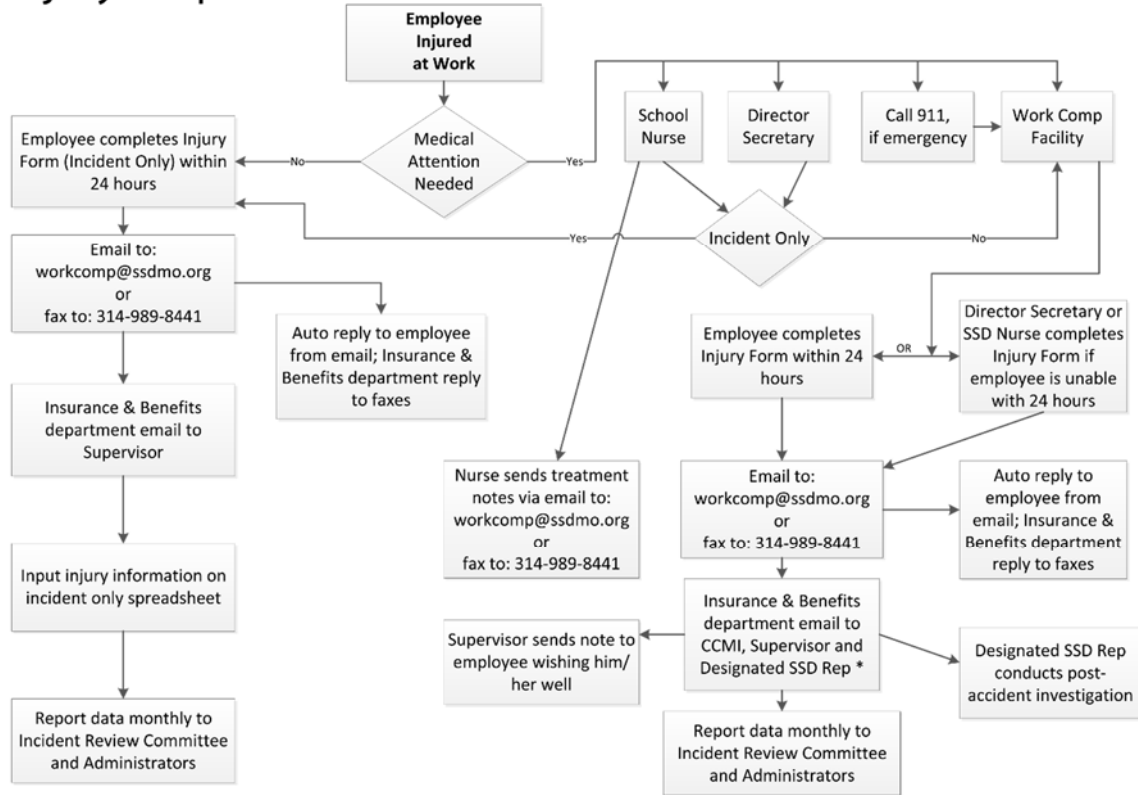 Employee
Injured
at Work
Medical
Attention
Needed
No
Yes
School
Nurse
Director
Secretary
Call 911,
if emergency
Work Comp
Facility
Incident Only
Yes
No
Employee completes Injury
Form (Incident Only) within
24 hours
Email to:
workcomp@ssdmo.org
or
fax to: 314-989-8441
Auto reply to employee
from email; Insurance &
Benefits department reply
to faxes
Insurance & Benefits
department email to
Supervisor
Input injury information on
incident only spreadsheet
Report data monthly to
Incident Review Committee
and Administrators
Employee completes
Injury Form within 24
hours
OR
Director Secretary or
SSD Nurse completes
Injury Form if
employee is unable
with 24 hours
Nurse sends treatment
notes via email to:
workcomp@ssdmo.org
or
fax to: 314-989-8441
Email to:
workcomp@ssdmo.org
or
fax to: 314-989-8441
Auto reply to
employee from
email; Insurance &
Benefits department
reply to faxes
Supervisor sends note to
employee wishing him/
her well
Insurance & Benefits
department email to
CCMI, Supervisor and
Designated SSD Rep *
Designated SSD Rep
conducts post-
accident investigation
Report data monthly to
Incident Review Committee
and Administrators